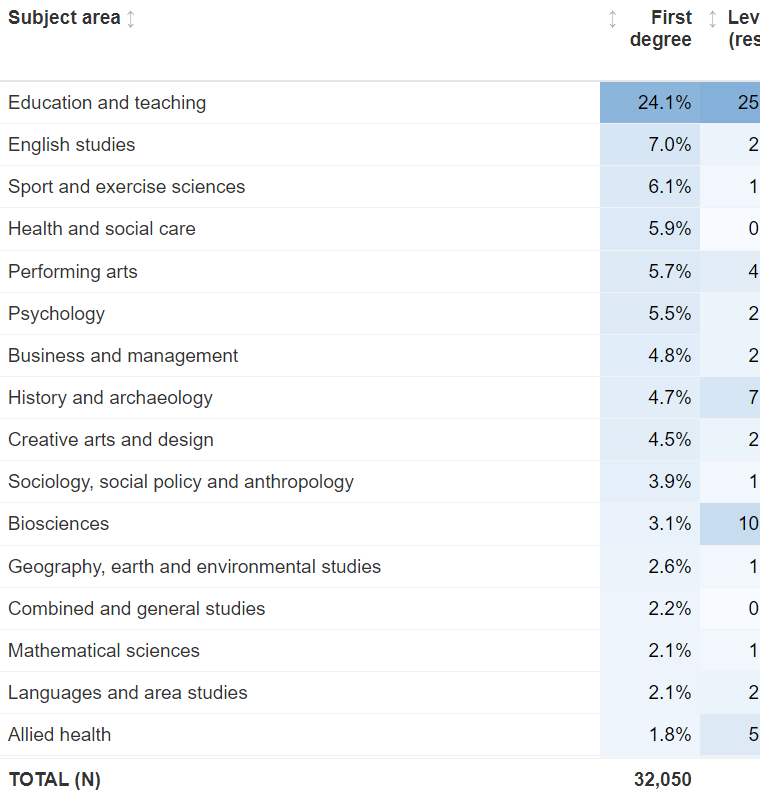 Subject area First Lev
degree (res
Education and teaching 24.1% 25
English studies 7.0% 2
Sport and exercise sciences 6.1% 1
Health and social care 5.9% 0
Performing arts 5.7% 4
Psychology 5.5% 2
Business and management 4.8% 2
History and archaeology 4.7% 7
Creative arts and design 4.5% 2
Sociology, social policy and anthropology 3.9% 1
Biosciences 3.1% 10
Geography, earth and environmental studies 2.6% 1
Combined and general studies 2.2% 0
Mathematical sciences 2.1% 1
Languages and area studies 2.1% 2
Allied health 1.8% 5
TOTAL (N) 32,050